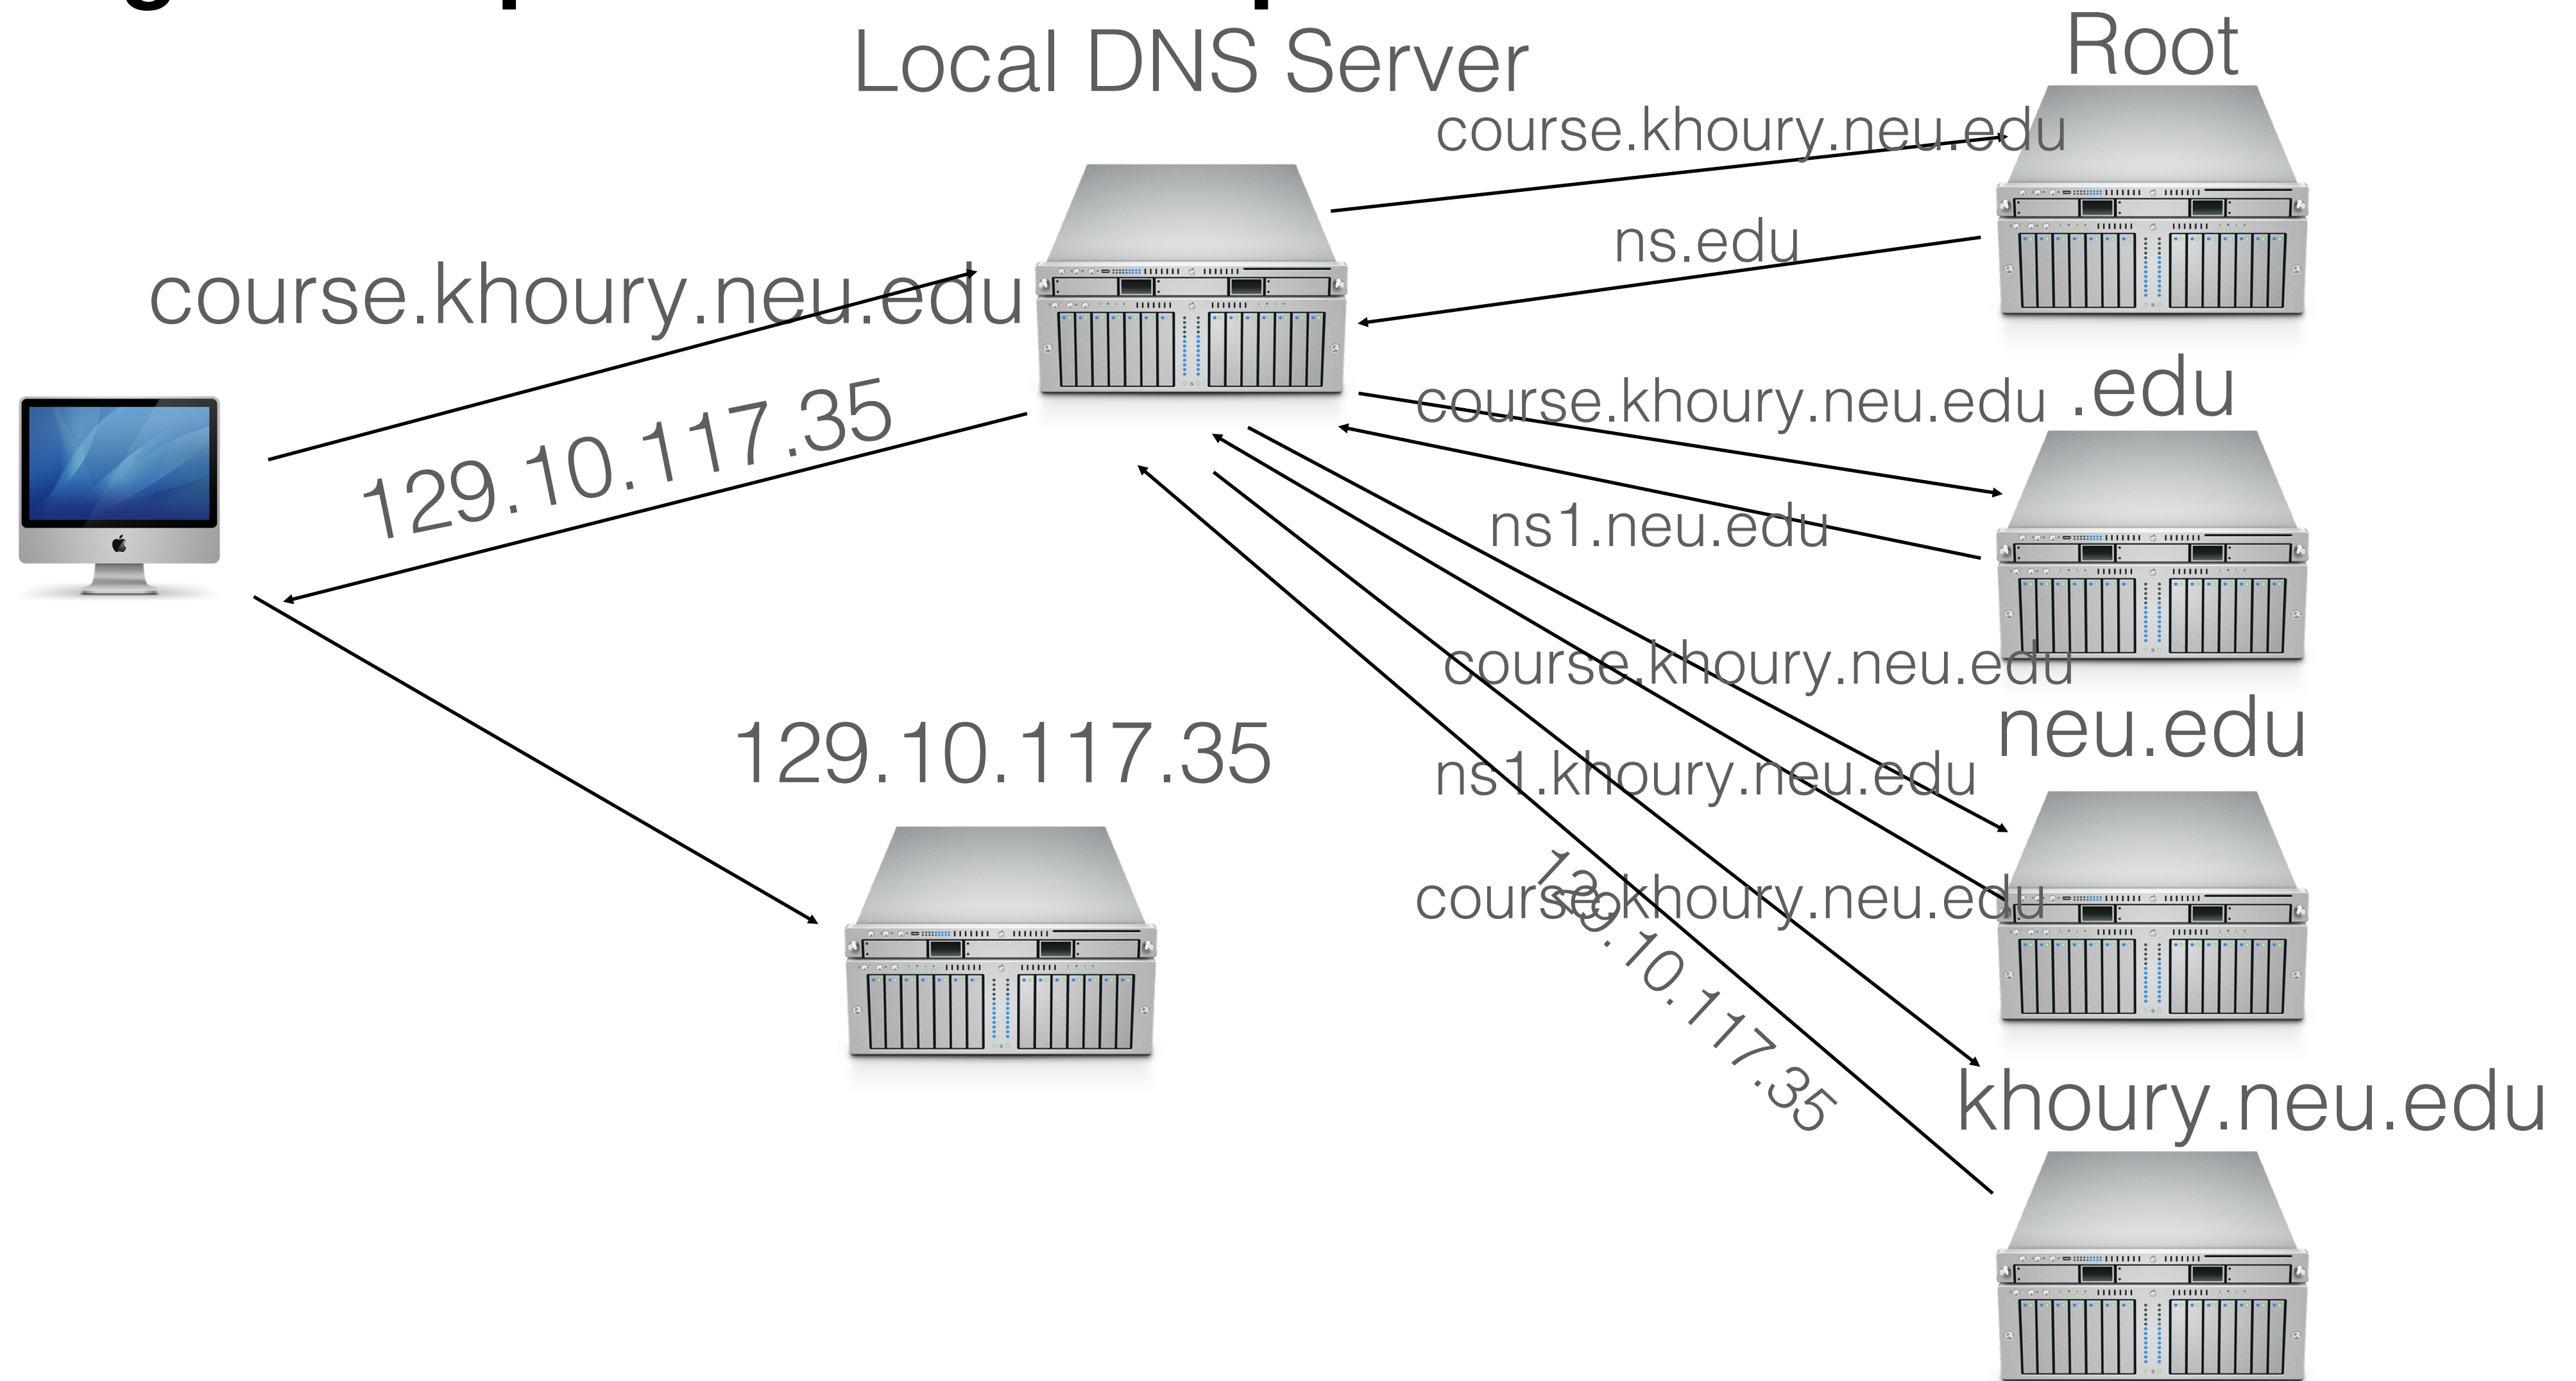 Local DNS Server
Root
course.khoury.neu.edu
ns.edu
course.khoury.neu.edu
129.10.117.35
course.khoury.neu.edu
.edu
ns1.neu.edu
course.khoury.neu.edu
neu.edu
129.10.117.35
ns1.khoury.neu.edu
course.khoury.neu.edu
129.10.117.35
khoury.neu.edu